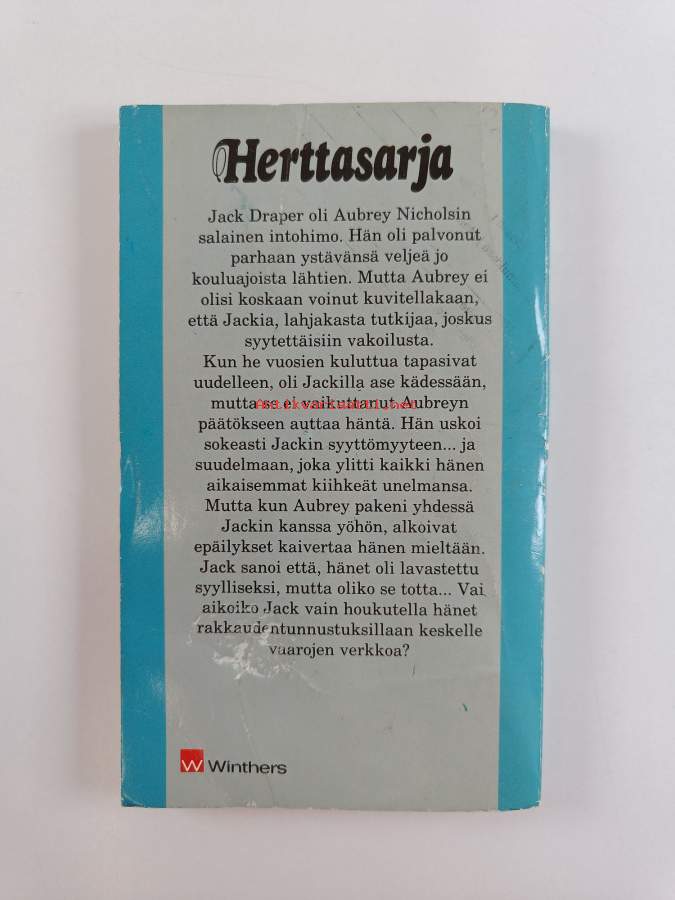 Herttasarja
Jack Draper oli Aubrey Nicholsin
salainen intohimo. Hän oli palvonut
parhaan ystävänsä veljeä jo
kouluajoista lähtien. Mutta Aubrey ei
olisi koskaan voinut kuvitellakaan,
että Jackia, lahjakasta tutkijaa, joskus
syytettäisiin vakoilusta.
Kun he vuosien kuluttua tapasivat
uudelleen, oli Jackilla ase kädessään,
mutta se ei vaikuttanut Aubreyn
Antikvariaatti.net
päätökseen auttaa häntä. Hän uskoi
sokeasti Jackin syyttömyyteen... ja
suudelmaan, joka ylitti kaikki hänen
aikaisemmat kiihkeät unelmansa.
Mutta kun Aubrey pakeni yhdessä
Jackin kanssa yöhön, alkoivat
epäilykset kaivertaa hänen mieltään.
Jack sanoi että, hänet oli lavastettu
syylliseksi, mutta oliko se totta... Vai
aikoiko Jack vain houkutella hänet
rakkaudentunnustuksillaan keskelle
vaarojen verkkoa?
W Winthers